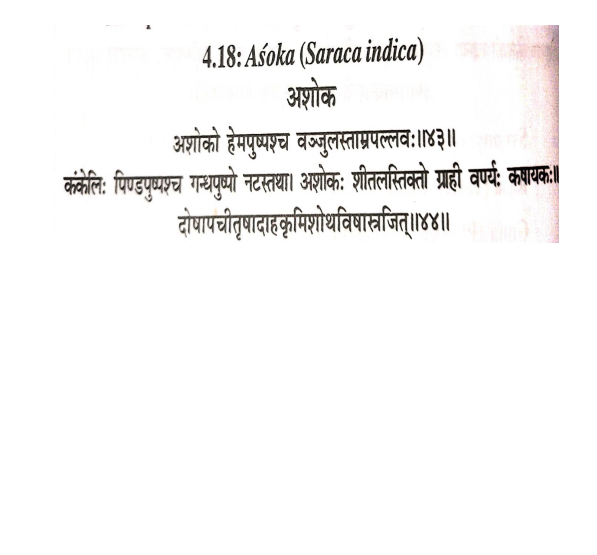 4.18: Aśoka (Saraca indica)
अशोक
अशोको हेमपुष्पश्च वञ्जुलस्ताम्रपल्लवः॥४३॥
कंकेलिः पिण्डपुष्पश्च गन्धपुष्पो नटस्तथा। अशोकः शीतलस्तिक्तो ग्राही वर्ण्यः कषायकः॥
दोषापचीतृषादाहकृमिशोथविषास्रजित्॥४४॥